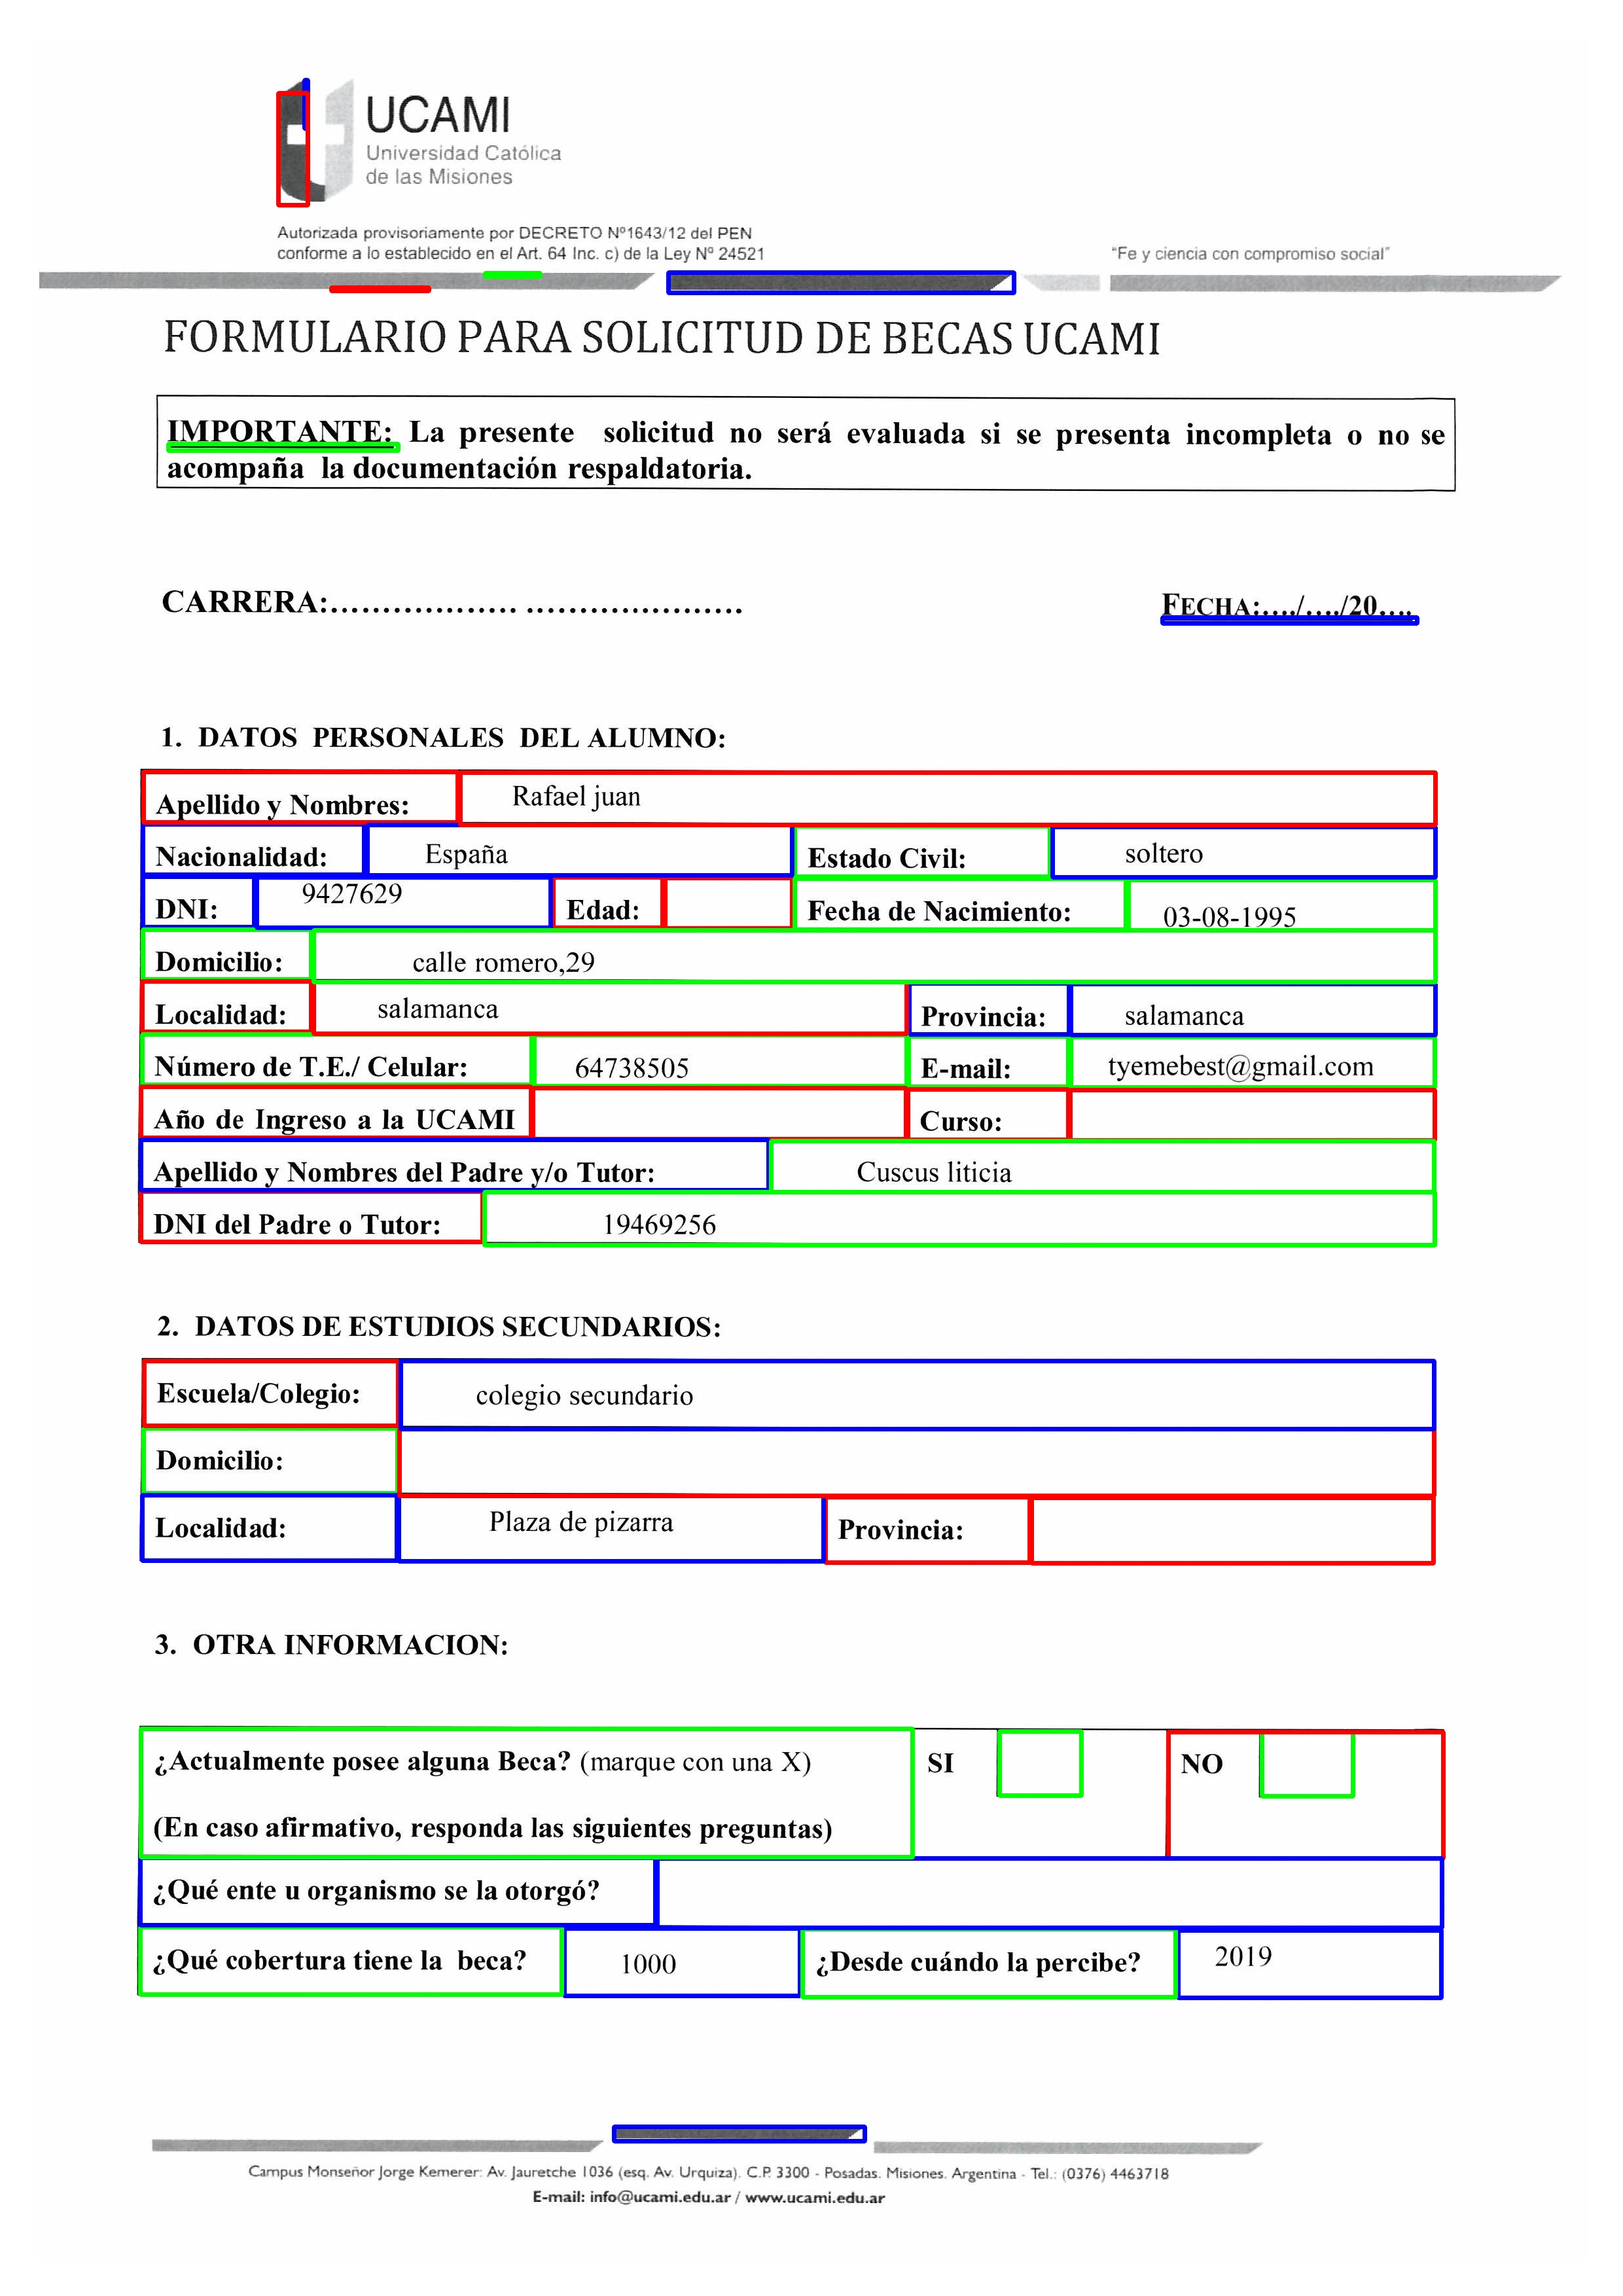 UCAMI
Universidad Católica
de las Misiones
Autorizada provisoriamente por DECRETO Nº1643/12 del PEN
conforme a lo establecido en el Art. 64 Inc. c) de la Ley Nº 24521
“Fe y ciencia con compromiso social”
FORMULARIO PARA SOLICITUD DE BECAS UCAMI
IMPORTANTE: La presente solicitud no será evaluada si se presenta incompleta o no se
acompaña la documentación respaldatoria.
CARRERA:.................. ..................... FECHA:..../..../20....
1. DATOS PERSONALES DEL ALUMNO:
Apellido y Nombres: Rafael juan
Nacionalidad: España Estado Civil: soltero
DNI: 9427629 Edad: Fecha de Nacimiento: 03-08-1995
Domicilio: calle romero,29
Localidad: salamanca Provincia: salamanca
Número de T.E./ Celular: 64738505 E-mail: tyemebest@gmail.com
Año de Ingreso a la UCAMI Curso:
Apellido y Nombres del Padre y/o Tutor: Cuscus liticia
DNI del Padre o Tutor: 19469256
2. DATOS DE ESTUDIOS SECUNDARIOS:
Escuela/Colegio: colegio secundario
Domicilio:
Localidad: Plaza de pizarra Provincia:
3. OTRA INFORMACION:
¿Actualmente posee alguna Beca? (marque con una X) SI NO
(En caso afirmativo, responda las siguientes preguntas)
¿Qué ente u organismo se la otorgó?
¿Qué cobertura tiene la beca? 1000 ¿Desde cuándo la percibe? 2019
Campus Monseñor Jorge Kemerer: Av. Jauretche 1036 (esq. Av. Urquiza). C.P. 3300 - Posadas. Misiones. Argentina - Tel.: (0376) 4463718
E-mail: info@ucami.edu.ar / www.ucami.edu.ar